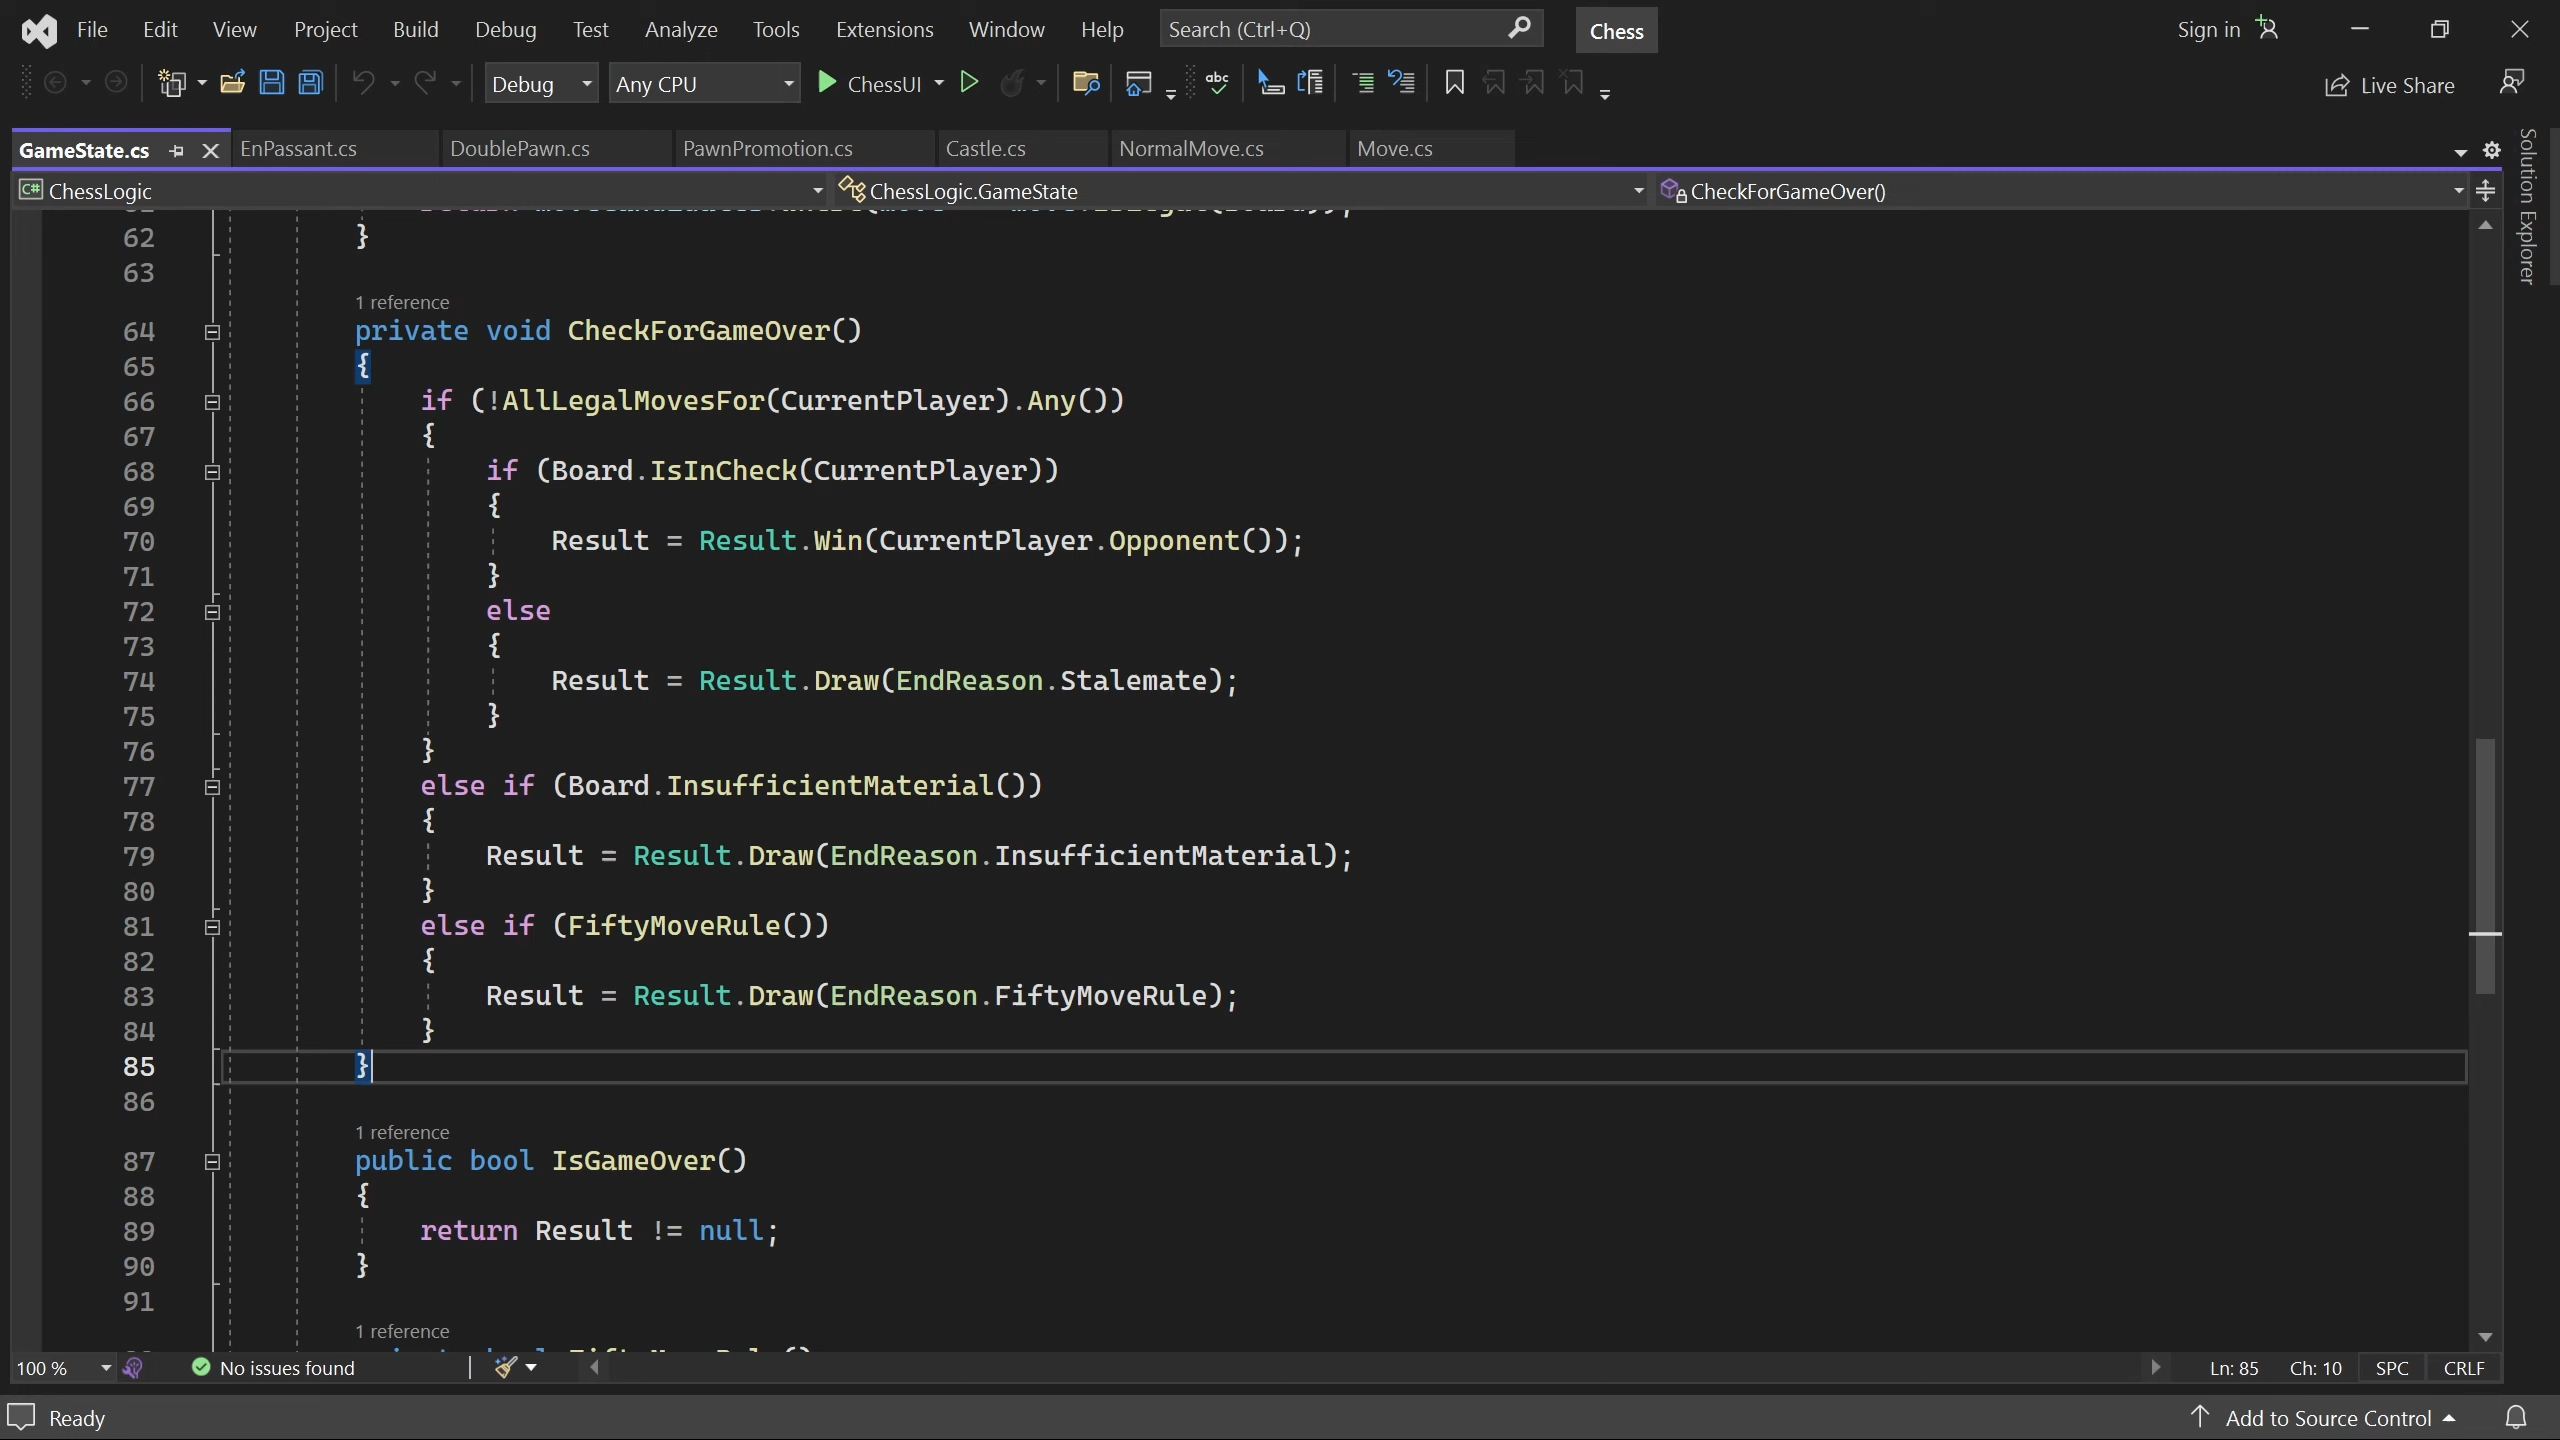 File Edit View Project Build Debug Test Analyze Tools Extensions Window Help Search (Ctrl+Q) Chess Sign in
Debug Any CPU ChessUI abc Live Share
GameState.cs EnPassant.cs DoublePawn.cs PawnPromotion.cs Castle.cs NormalMove.cs Move.cs
Solution Explorer
C# ChessLogic ChessLogic.GameState CheckForGameOver()
62 }
63
1 reference
64 private void CheckForGameOver()
65 {
66 if (!AllLegalMovesFor(CurrentPlayer).Any())
67 {
68 if (Board.IsInCheck(CurrentPlayer))
69 {
70 Result = Result.Win(CurrentPlayer.Opponent());
71 }
72 else
73 {
74 Result = Result.Draw(EndReason.Stalemate);
75 }
76 }
77 else if (Board.InsufficientMaterial())
78 {
79 Result = Result.Draw(EndReason.InsufficientMaterial);
80 }
81 else if (FiftyMoveRule())
82 {
83 Result = Result.Draw(EndReason.FiftyMoveRule);
84 }
85 }
86
1 reference
87 public bool IsGameOver()
88 {
89 return Result != null;
90 }
91
1 reference
100 % No issues found Ln: 85 Ch: 10 SPC CRLF
Ready Add to Source Control